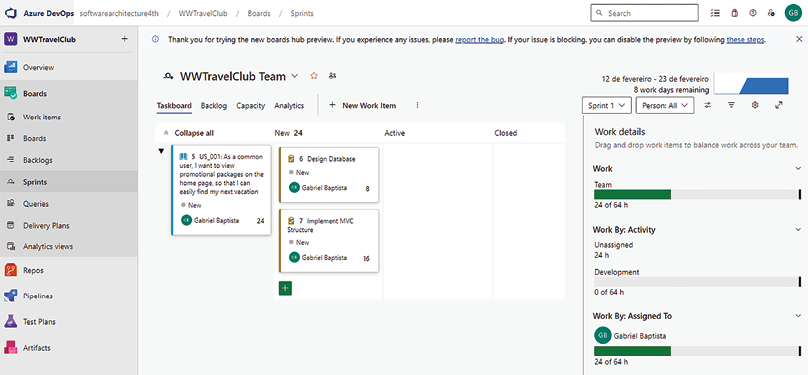 Azure DevOps softwarearchitecture4th / WWTravelClub / Boards / Sprints
Search
GB
W WWTravelClub +
Overview
Boards
Work items
Boards
Backlogs
Sprints
Queries
Delivery Plans
Analytics views
Repos
Pipelines
Test Plans
Artifacts
Thank you for trying the new boards hub preview. If you experience any issues, please report the bug. If your issue is blocking, you can disable the preview by following these steps.
WWTravelClub Team
12 de fevereiro - 23 de fevereiro
8 work days remaining
Taskboard Backlog Capacity Analytics + New Work Item
Sprint 1 Person: All
Collapse all New 24 Active Closed
5 US_001: As a common
user, I want to view
promotional packages on the
home page, so that I can
easily find my next vacation
New
Gabriel Baptista 24
6 Design Database
New
Gabriel Baptista 8
7 Implement MVC
Structure
New
Gabriel Baptista 16
+
Work details
Drag and drop work items to balance work across your team.
Work
Team
24 of 64 h
Work By: Activity
Unassigned
24 h
Development
0 of 64 h
Work By: Assigned To
GB Gabriel Baptista
24 of 64 h